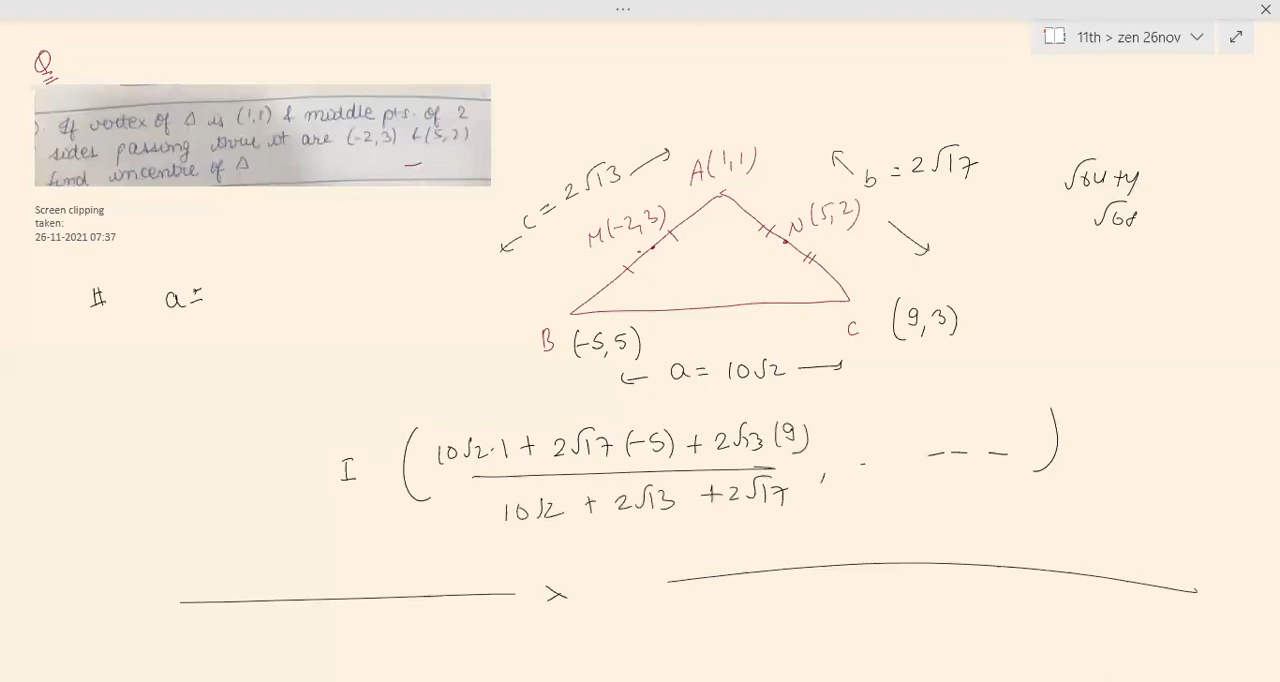 ...
11th > zen 26nov
Q
). If vertex of Δ is (1,1) & middle pts. of 2
sides passing throu it are (-2,3) & (5,2)
find incentre of Δ
Screen clipping
taken:
26-11-2021 07:37
# a=
c = 2√13
A(1,1)
b = 2√17
√64+4
√68
M(-2,3)
N(5,2)
B (-5,5)
C (9,3)
a = 10√2
I ( 10√2·1 + 2√17 (-5) + 2√13 (9) / 10√2 + 2√13 + 2√17 , . --- )